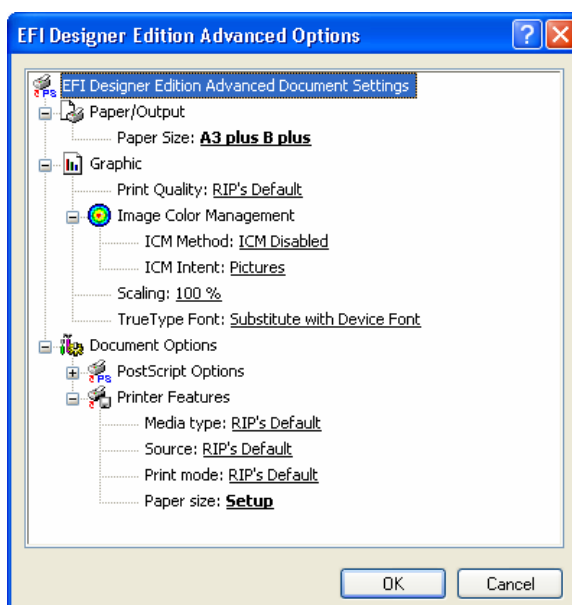 EFI Designer Edition Advanced Options
EFI Designer Edition Advanced Document Settings
Paper/Output
Paper Size: A3 plus B plus
Graphic
Print Quality: RIP's Default
Image Color Management
ICM Method: ICM Disabled
ICM Intent: Pictures
Scaling: 100 %
TrueType Font: Substitute with Device Font
Document Options
PostScript Options
Printer Features
Media type: RIP's Default
Source: RIP's Default
Print mode: RIP's Default
Paper size: Setup
OK Cancel